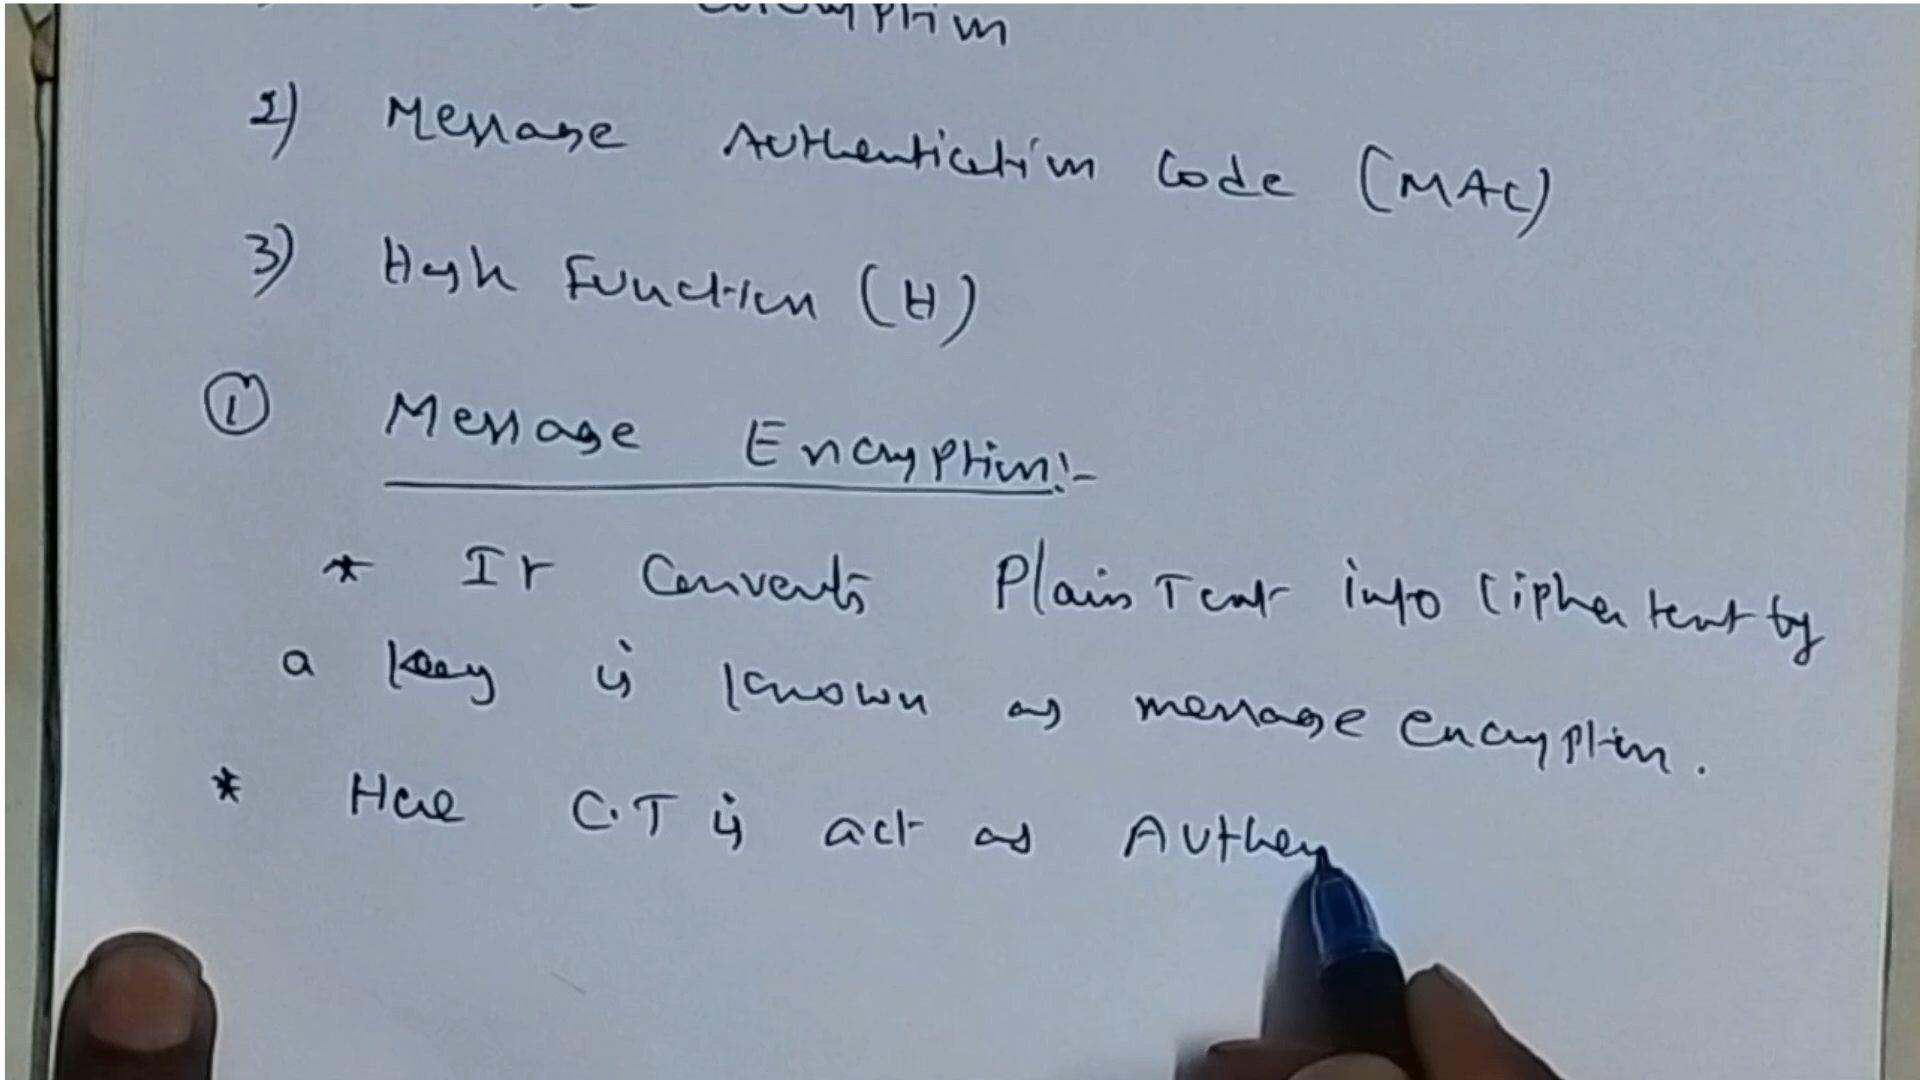 encryption
2) Message Authentication Code (MAC)
3) Hash Function (H)
① Message Encryption:-
* It Converts Plain Text into Cipher text by
a key is known as message encryption.
* Here C.T is act as Authen